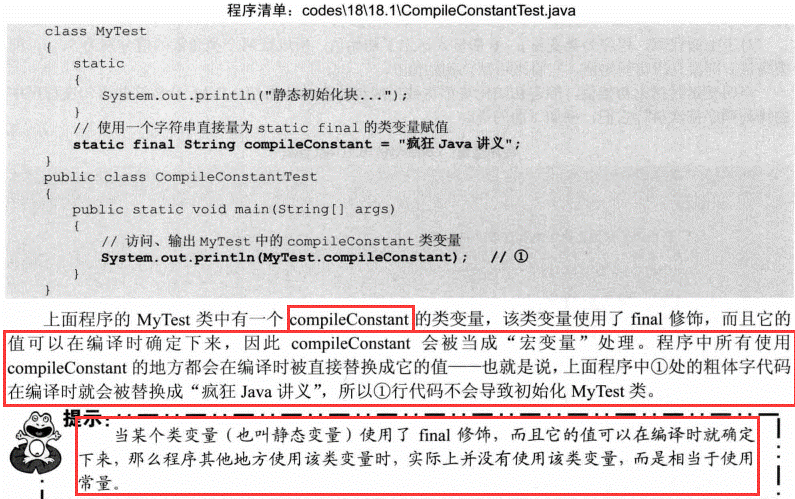 程序清单：codes\18\18.1\CompileConstantTest.java
class MyTest
{
static
{
System.out.println("静态初始化块...");
}
// 使用一个字符串直接量为 static final 的类变量赋值
static final String compileConstant = "疯狂 Java 讲义";
}
public class CompileConstantTest
{
public static void main(String[] args)
{
// 访问、输出 MyTest 中的 compileConstant 类变量
System.out.println(MyTest.compileConstant); // ①
}
}
上面程序的 MyTest 类中有一个 compileConstant 的类变量，该类变量使用了 final 修饰，而且它的
值可以在编译时确定下来，因此 compileConstant 会被当成“宏变量”处理。程序中所有使用
compileConstant 的地方都会在编译时被直接替换成它的值——也就是说，上面程序中①处的粗体字代码
在编译时就会被替换成“疯狂 Java 讲义”，所以①行代码不会导致初始化 MyTest 类。
提示：
当某个类变量（也叫静态变量）使用了 final 修饰，而且它的值可以在编译时就确定
下来，那么程序其他地方使用该类变量时，实际上并没有使用该类变量，而是相当于使用
常量。